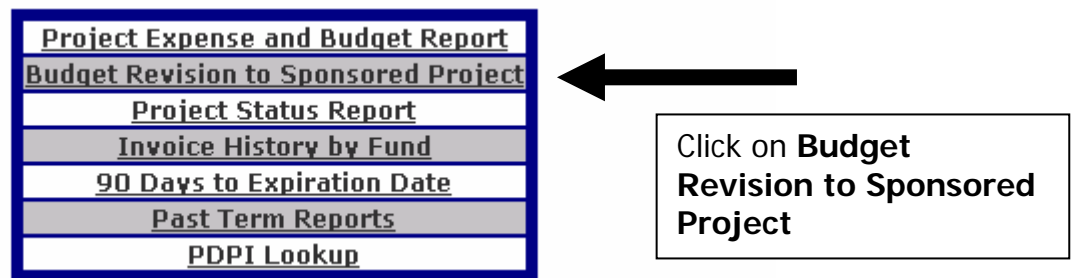 Project Expense and Budget Report
Budget Revision to Sponsored Project
Project Status Report
Invoice History by Fund
90 Days to Expiration Date
Past Term Reports
PDPI Lookup
Click on Budget
Revision to Sponsored
Project